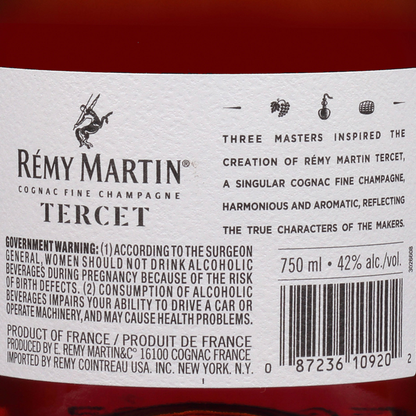 RÉMY MARTIN®
COGNAC FINE CHAMPAGNE
TERCET
GOVERNMENT WARNING: (1) ACCORDING TO THE SURGEON
GENERAL, WOMEN SHOULD NOT DRINK ALCOHOLIC
BEVERAGES DURING PREGNANCY BECAUSE OF THE RISK
OF BIRTH DEFECTS. (2) CONSUMPTION OF ALCOHOLIC
BEVERAGES IMPAIRS YOUR ABILITY TO DRIVE A CAR OR
OPERATE MACHINERY, AND MAY CAUSE HEALTH PROBLEMS.
PRODUCT OF FRANCE / PRODUIT DE FRANCE
PRODUCED BY E. REMY MARTIN&C° 16100 COGNAC FRANCE
IMPORTED BY REMY COINTREAU USA. INC. NEW YORK, N.Y.
THREE MASTERS INSPIRED THE
CREATION OF RÉMY MARTIN TERCET,
A SINGULAR COGNAC FINE CHAMPAGNE,
HARMONIOUS AND AROMATIC, REFLECTING
THE TRUE CHARACTERS OF THE MAKERS.
750 ml • 42% alc./vol.
0 87236 10920 2